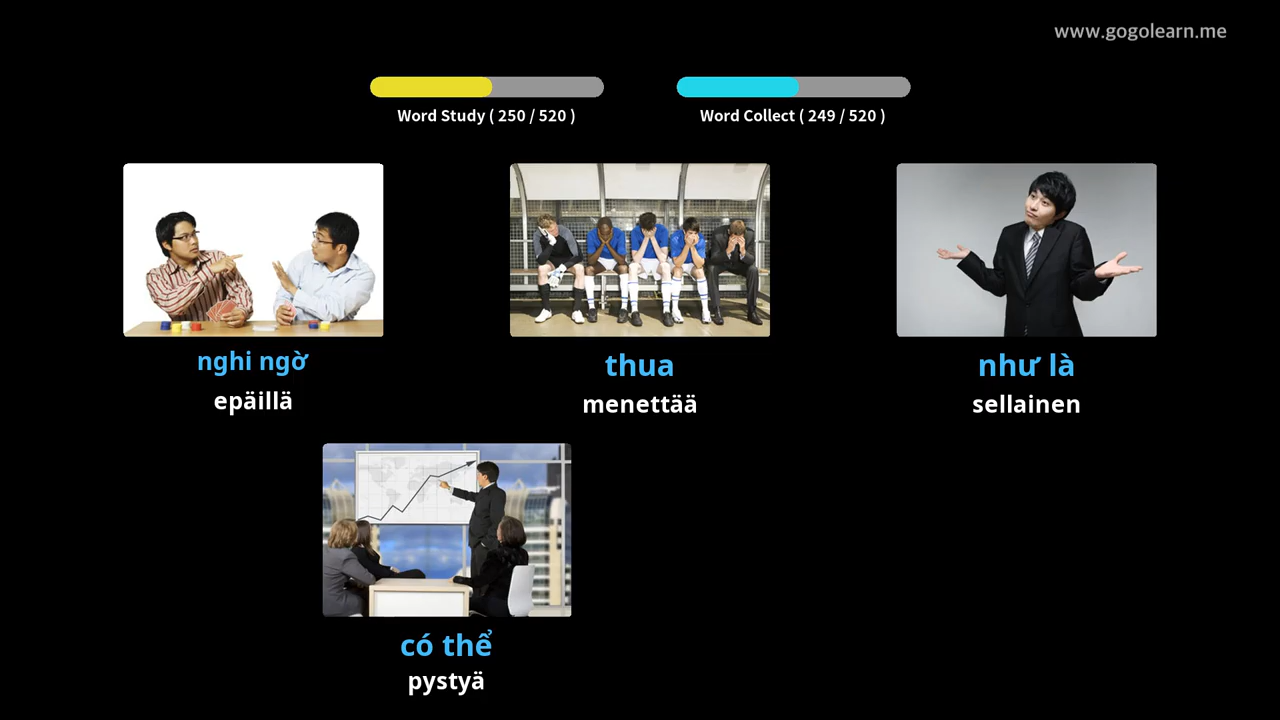 www.gogolearn.me
Word Study ( 250 / 520 )
Word Collect ( 249 / 520 )
nghi ngờ
epäillä
thua
menettää
như là
sellainen
có thể
pystyä